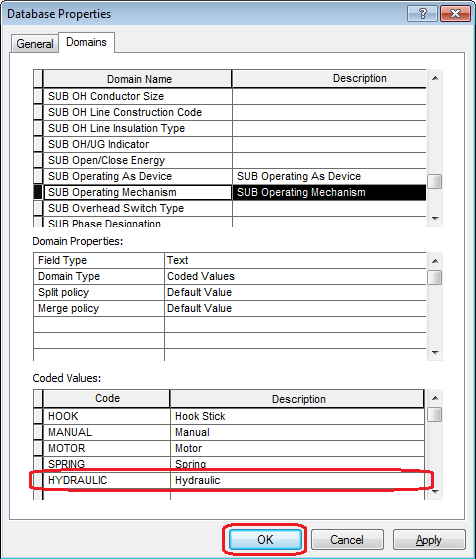 Database Properties
General Domains
Domain Name Description
SUB OH Conductor Size
SUB OH Line Construction Code
SUB OH Line Insulation Type
SUB OH/UG Indicator
SUB Open/Close Energy
SUB Operating As Device SUB Operating As Device
SUB Operating Mechanism SUB Operating Mechanism
SUB Overhead Switch Type
SUB Phase Designation
Domain Properties:
Field Type Text
Domain Type Coded Values
Split policy Default Value
Merge policy Default Value
Coded Values:
Code Description
HOOK Hook Stick
MANUAL Manual
MOTOR Motor
SPRING Spring
HYDRAULIC Hydraulic
OK Cancel Apply